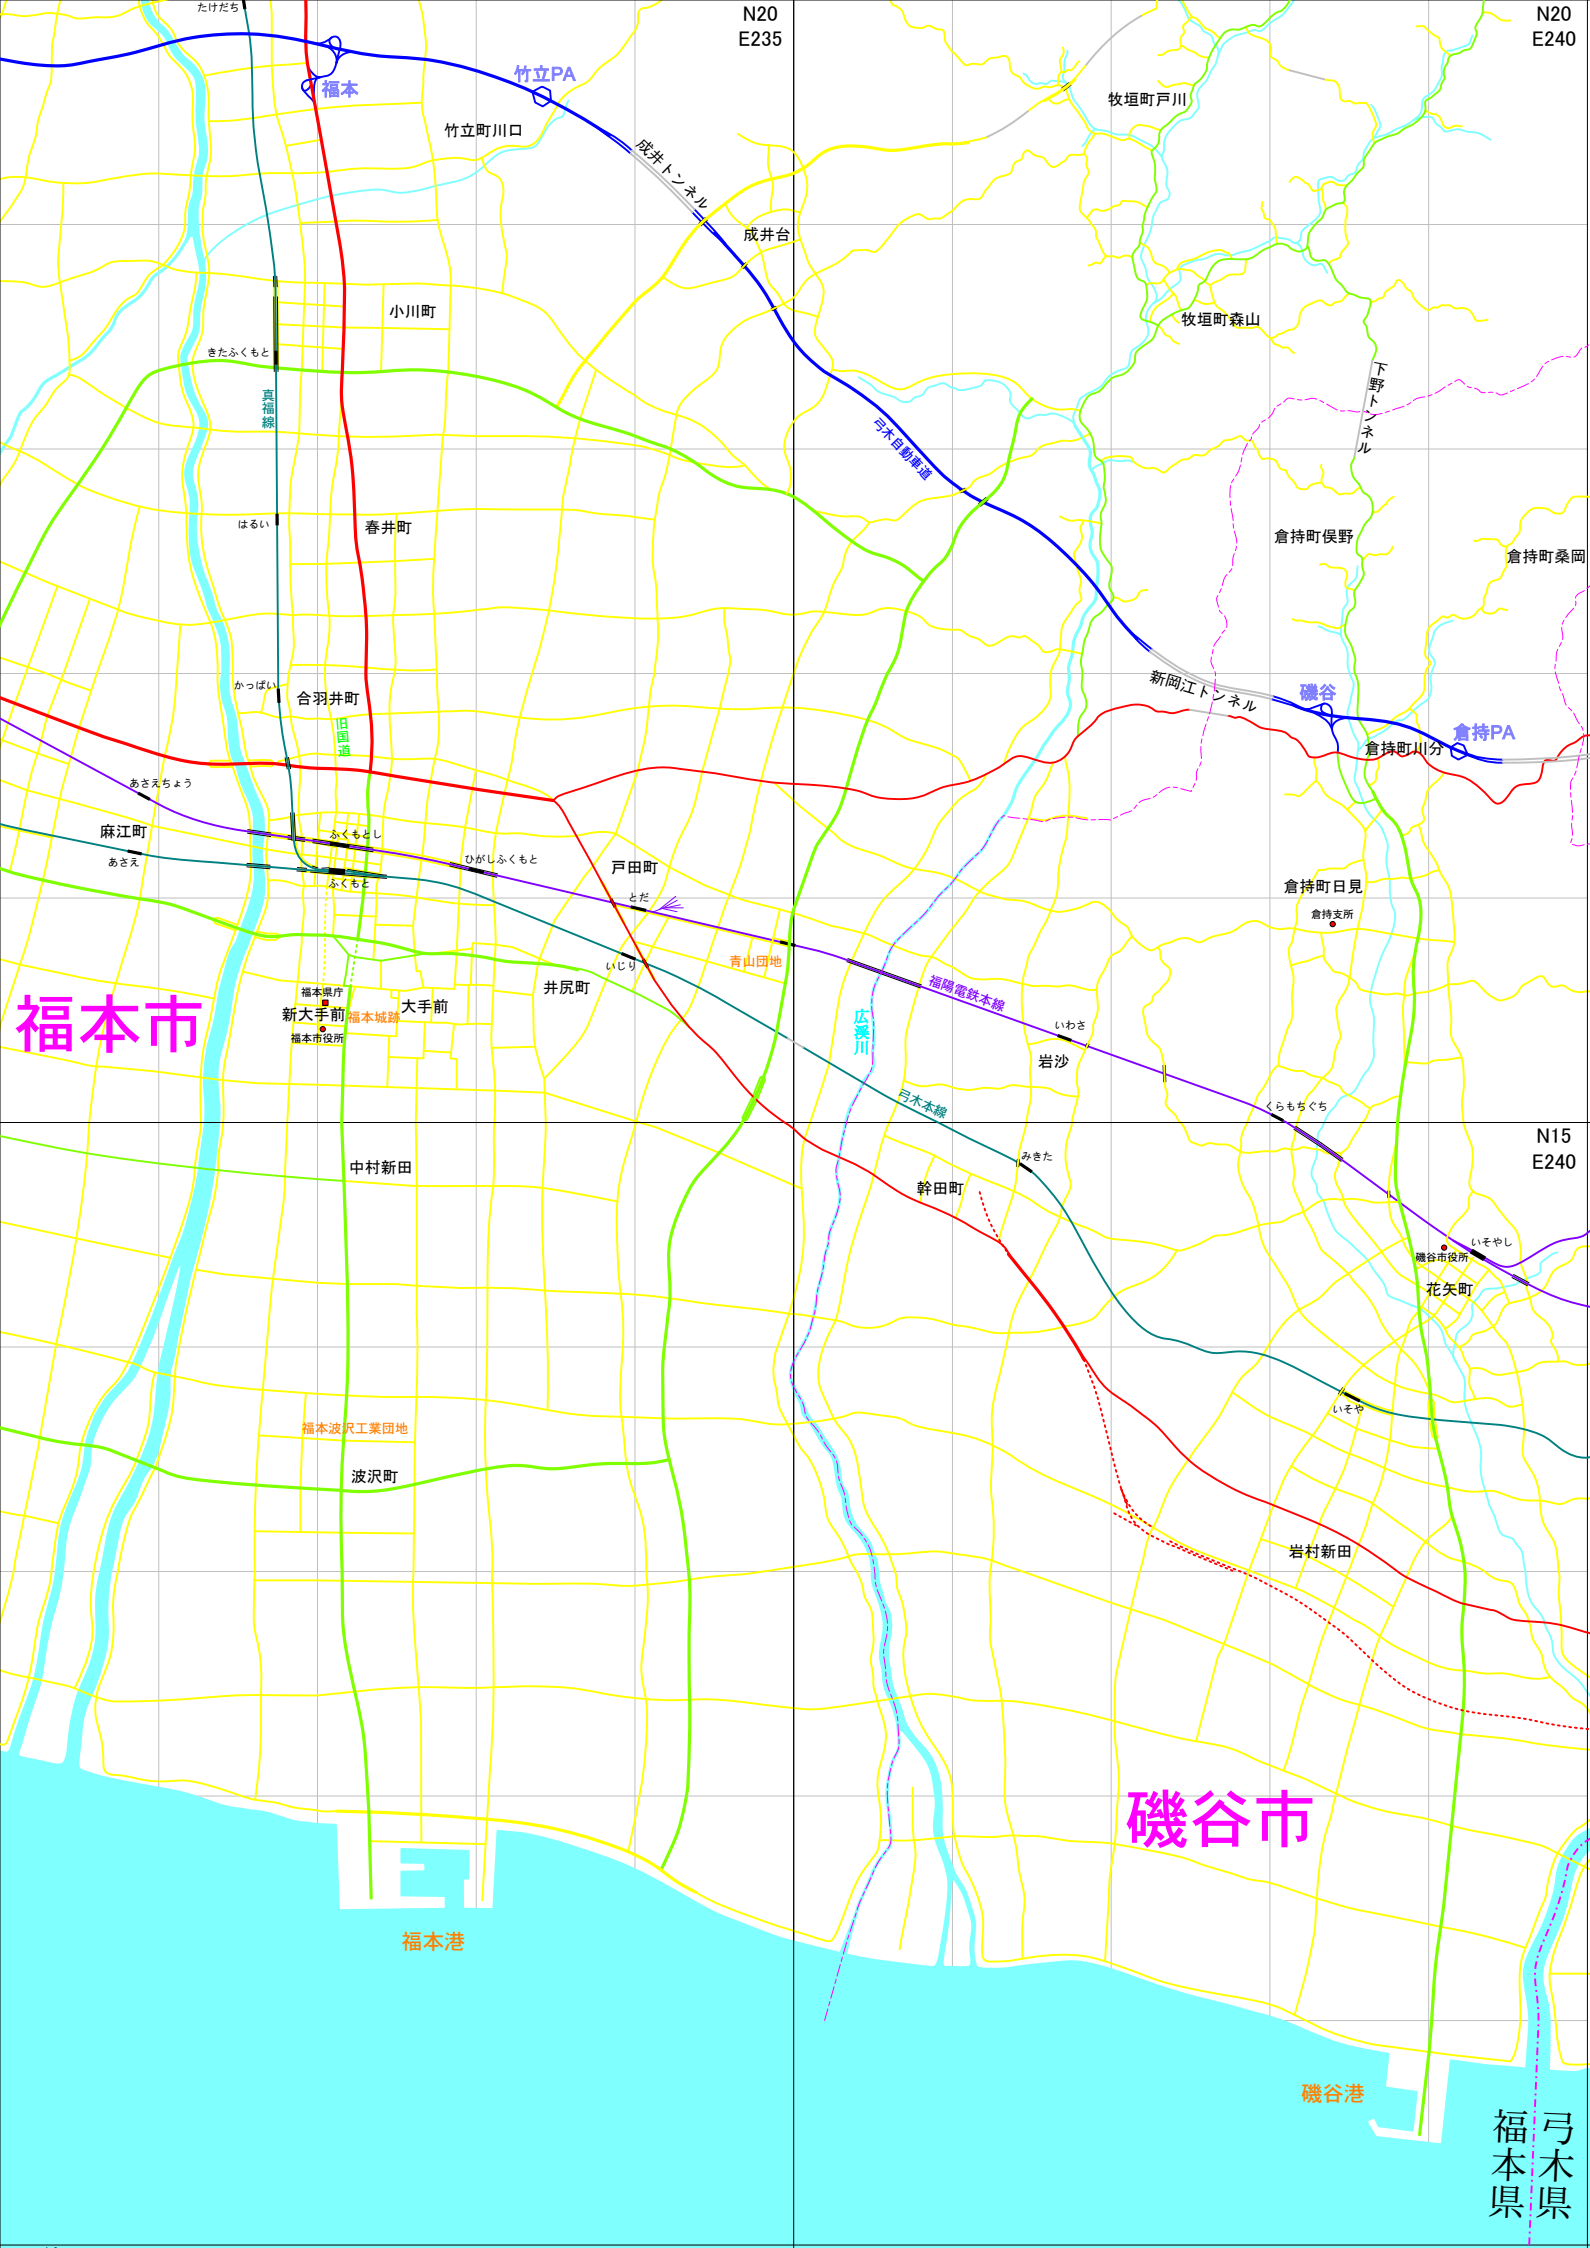 たけだち
N20
E235
N20
E240
福本
竹立PA
竹立町川口
牧垣町戸川
成井トンネル
成井台
小川町
牧垣町森山
きたふくもと
真福線
下野トンネル
弓木自動車道
はるい
春井町
倉持町俣野
倉持町桑岡
かっぱい
合羽井町
旧国道
新岡江トンネル
磯谷
倉持PA
倉持町川分
あさえちょう
麻江町
あさえ
ふくもとし
ひがしふくもと
ふくもと
戸田町
とだ
倉持町日見
倉持支所
青山団地
いじり
井尻町
福陽電鉄本線
福本県庁
新大手前
福本市役所
福本城跡
大手前
福本市
広溪川
いわさ
岩沙
弓木本線
くらもちぐち
N15
E240
中村新田
みきた
幹田町
いそやし
磯谷市役所
花矢町
いそや
福本波沢工業団地
波沢町
岩村新田
磯谷市
福本港
磯谷港
弓木県
福本県